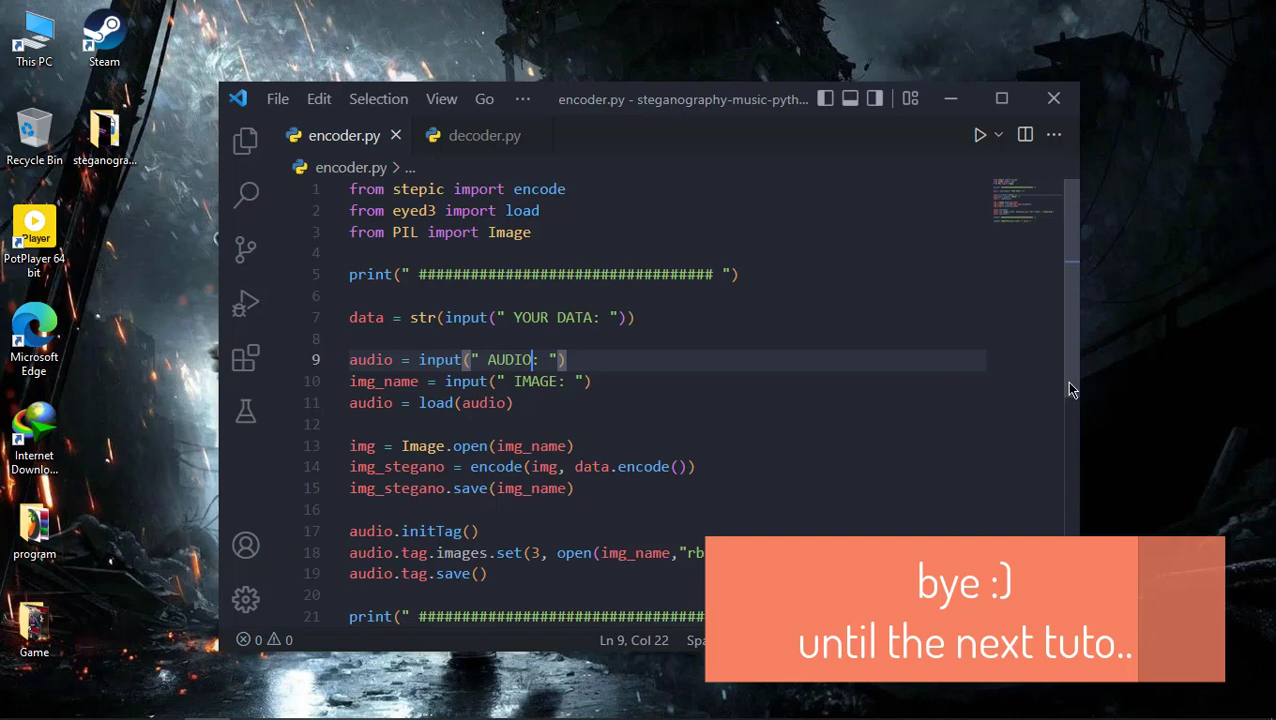 This PC
Steam
Recycle Bin
steganogra...
Player
PotPlayer 64
bit
Microsoft
Edge
Internet
Downlo...
program
Game
File Edit Selection View Go ··· encoder.py - steganography-music-pyth...
encoder.py decoder.py
encoder.py > ...
1 from stepic import encode
2 from eyed3 import load
3 from PIL import Image
4
5 print(" ################################## ")
6
7 data = str(input(" YOUR DATA: "))
8
9 audio = input(" AUDIO: ")
10 img_name = input(" IMAGE: ")
11 audio = load(audio)
12
13 img = Image.open(img_name)
14 img_stegano = encode(img, data.encode())
15 img_stegano.save(img_name)
16
17 audio.initTag()
18 audio.tag.images.set(3, open(img_name,"rb
19 audio.tag.save()
20
21 print(" #################################
0 0 Ln 9, Col 22 Spa
bye :)
until the next tuto..